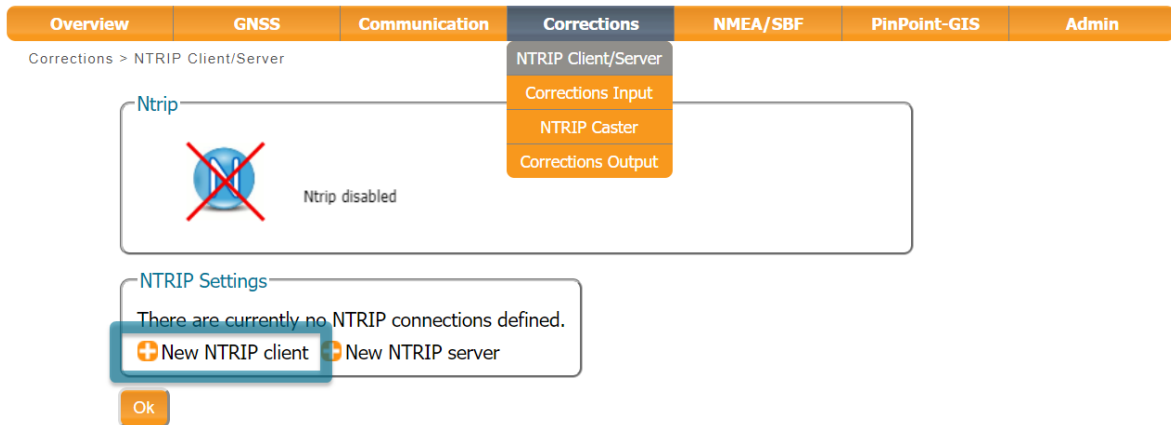 Overview GNSS Communication Corrections NMEA/SBF PinPoint-GIS Admin
Corrections > NTRIP Client/Server
NTRIP Client/Server
Corrections Input
NTRIP Caster
Corrections Output
Ntrip
N
Ntrip disabled
NTRIP Settings
There are currently no NTRIP connections defined.
New NTRIP client New NTRIP server
Ok